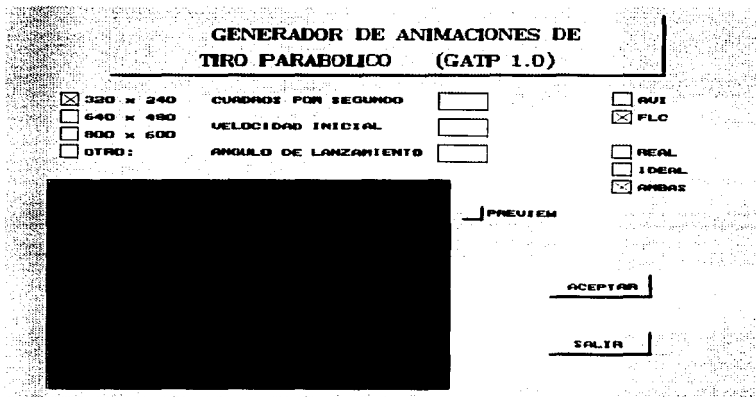 GENERADOR DE ANIMACIONES DE
TIRO PARABOLICO (GATP 1.0)
320 x 240
640 x 480
800 x 600
OTRO:
CUADROS POR SEGUNDO
VELOCIDAD INICIAL
ANGULO DE LANZAMIENTO
AVI
FLC
REAL
IDEAL
AMBAS
PREVIEW
ACEPTAR
SALIR